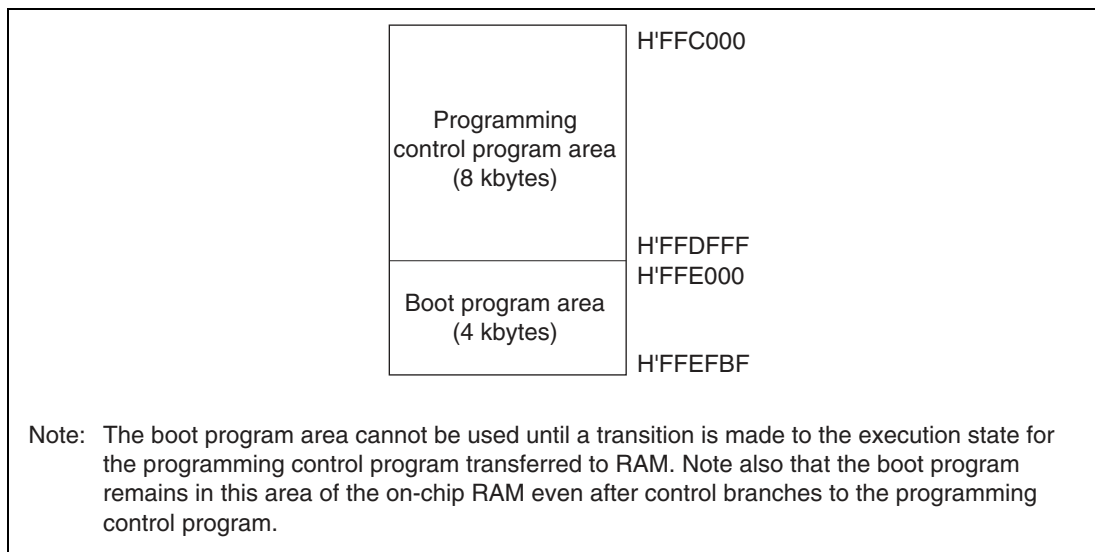 H'FFC000
Programming
control program area
(8 kbytes)
H'FFDFFF
H'FFE000
Boot program area
(4 kbytes)
H'FFEFBF
Note: The boot program area cannot be used until a transition is made to the execution state for
the programming control program transferred to RAM. Note also that the boot program
remains in this area of the on-chip RAM even after control branches to the programming
control program.